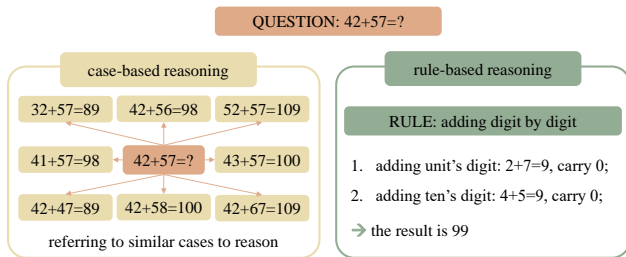 QUESTION: 42+57=?
case-based reasoning
32+57=89 42+56=98 52+57=109
41+57=98 42+57=? 43+57=100
42+47=89 42+58=100 42+67=109
referring to similar cases to reason
rule-based reasoning
RULE: adding digit by digit
1. adding unit's digit: 2+7=9, carry 0;
2. adding ten's digit: 4+5=9, carry 0;
the result is 99